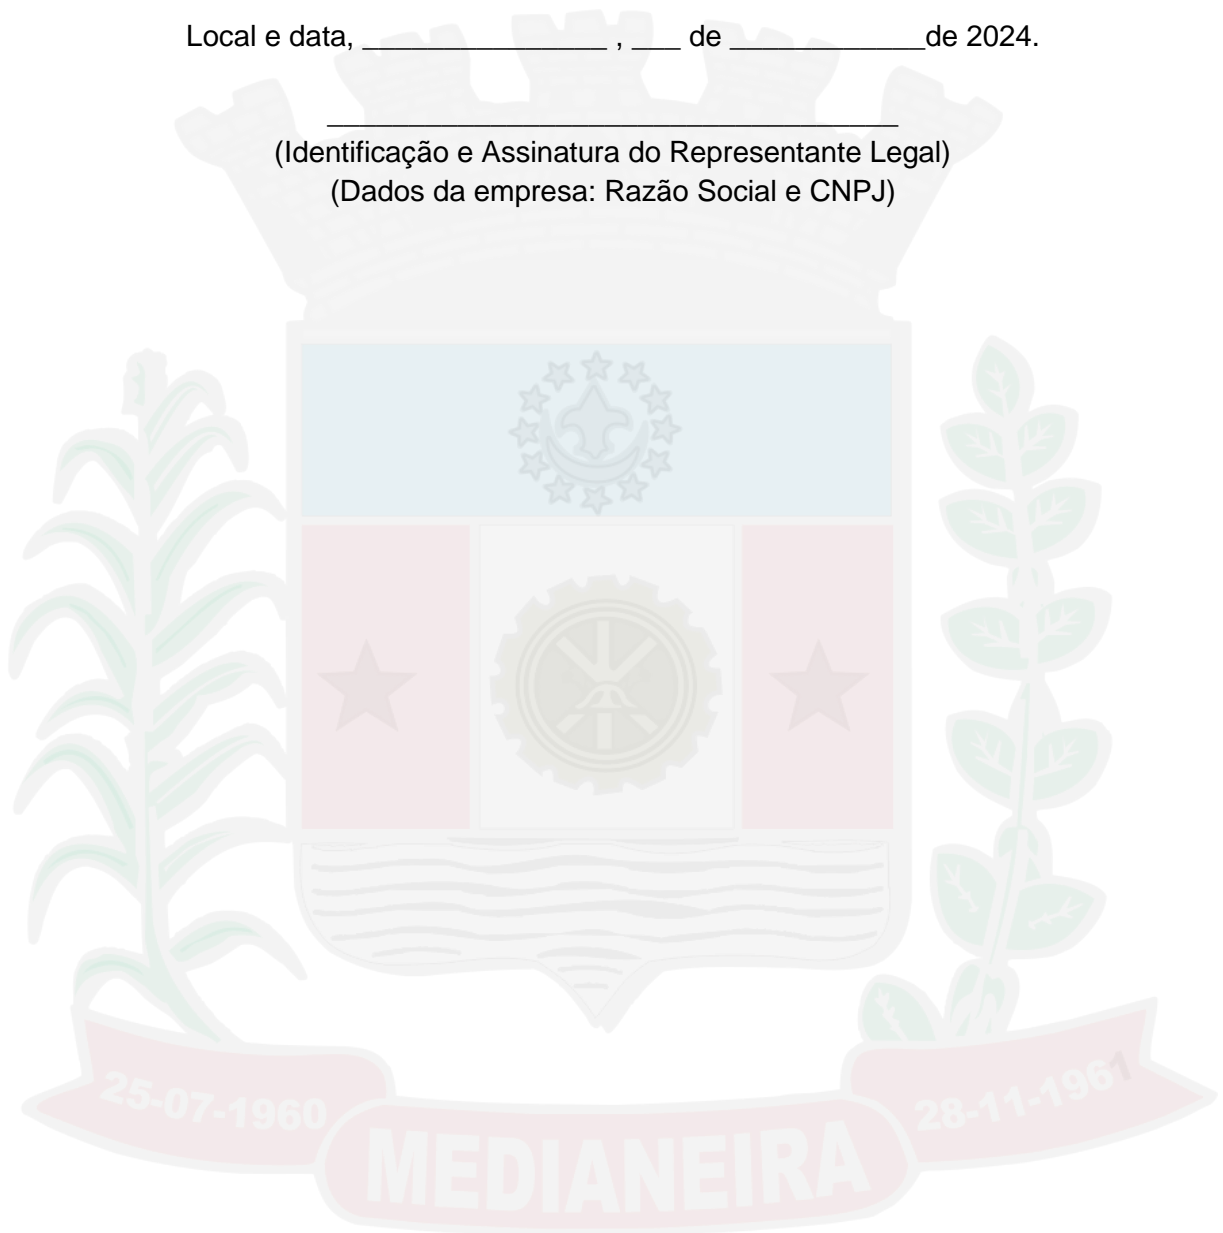 Local e data, _______________ , ___ de ____________de 2024.
___________________________________
(Identificação e Assinatura do Representante Legal)
(Dados da empresa: Razão Social e CNPJ)
25-07-1960
28-11-1961
MEDIANEIRA